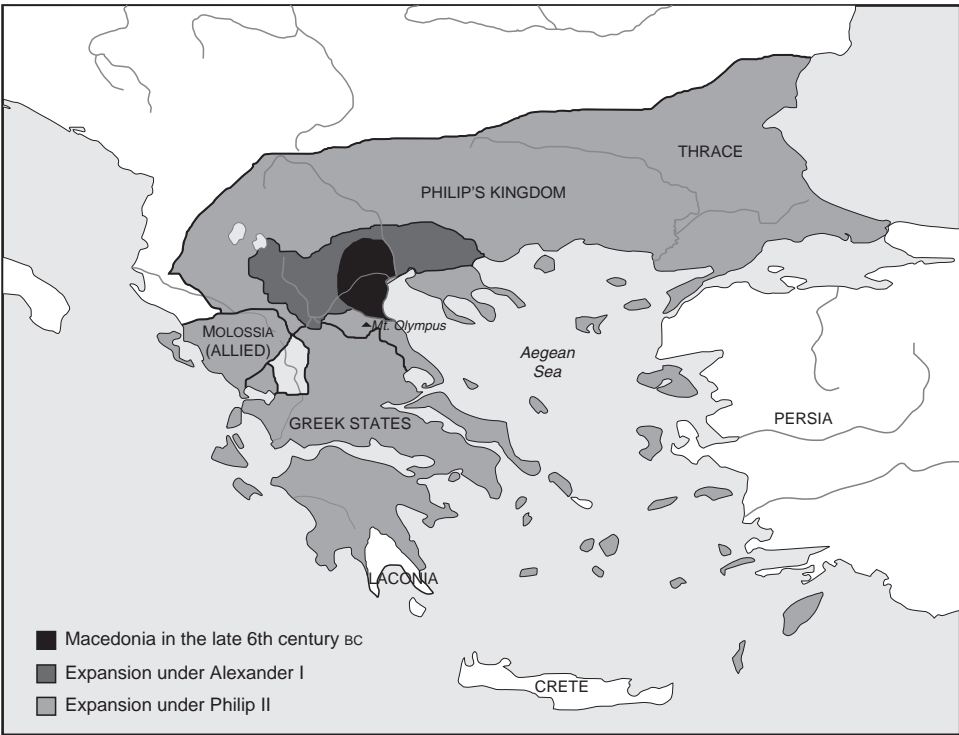 THRACE
PHILIP’S KINGDOM
Mt. Olympus
MOLOSSIA
(ALLIED)
Aegean
Sea
PERSIA
GREEK STATES
LACONIA
CRETE
Macedonia in the late 6th century BC
Expansion under Alexander I
Expansion under Philip II